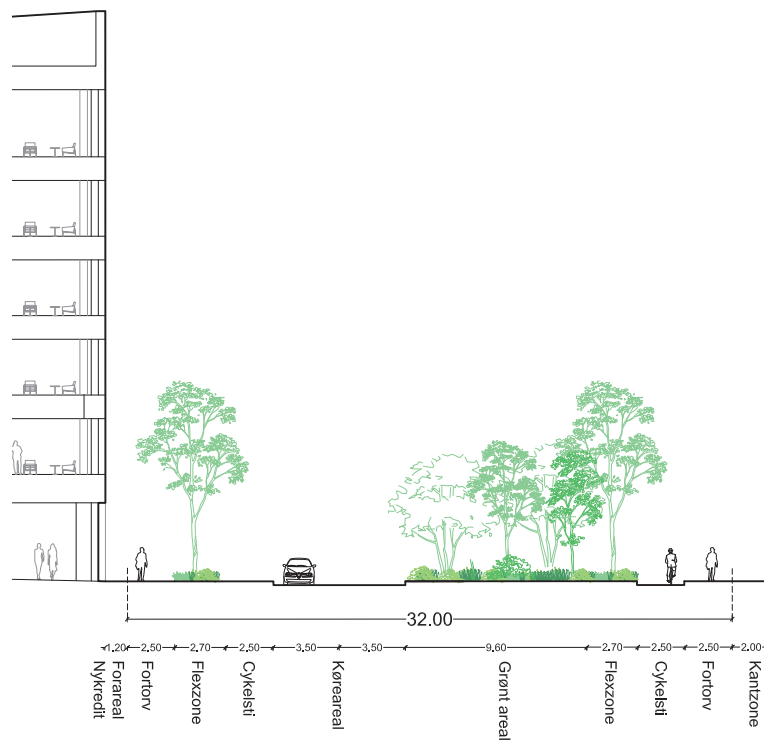 32.00
1,20
2,50
2,70
2,50
3,50
3,50
9,60
2,70
2,50
2,50
2,00
Forareal
Nykredit
Fortorv
Flexzone
Cykelsti
Køreareal
Grønt areal
Flexzone
Cykelsti
Fortorv
Kantzone